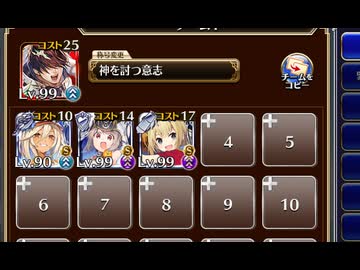 コスト25
Lv.99
称号変更
神を討つ意志
チームを
コピー
コスト10
Lv.90
S
コスト14
Lv.99
S
コスト17
Lv.99
S
4
5
6
7
8
9
10